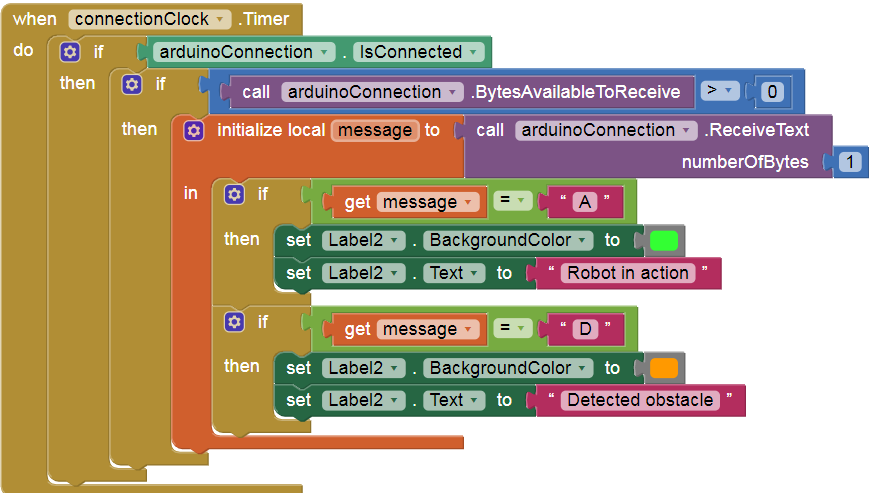 when connectionClock .Timer
do if arduinoConnection . IsConnected
then if call arduinoConnection .BytesAvailableToReceive > 0
then initialize local message to call arduinoConnection .ReceiveText
numberOfBytes 1
in if get message = “ A ”
then set Label2 . BackgroundColor to
set Label2 . Text to “ Robot in action ”
if get message = “ D ”
then set Label2 . BackgroundColor to
set Label2 . Text to “ Detected obstacle ”